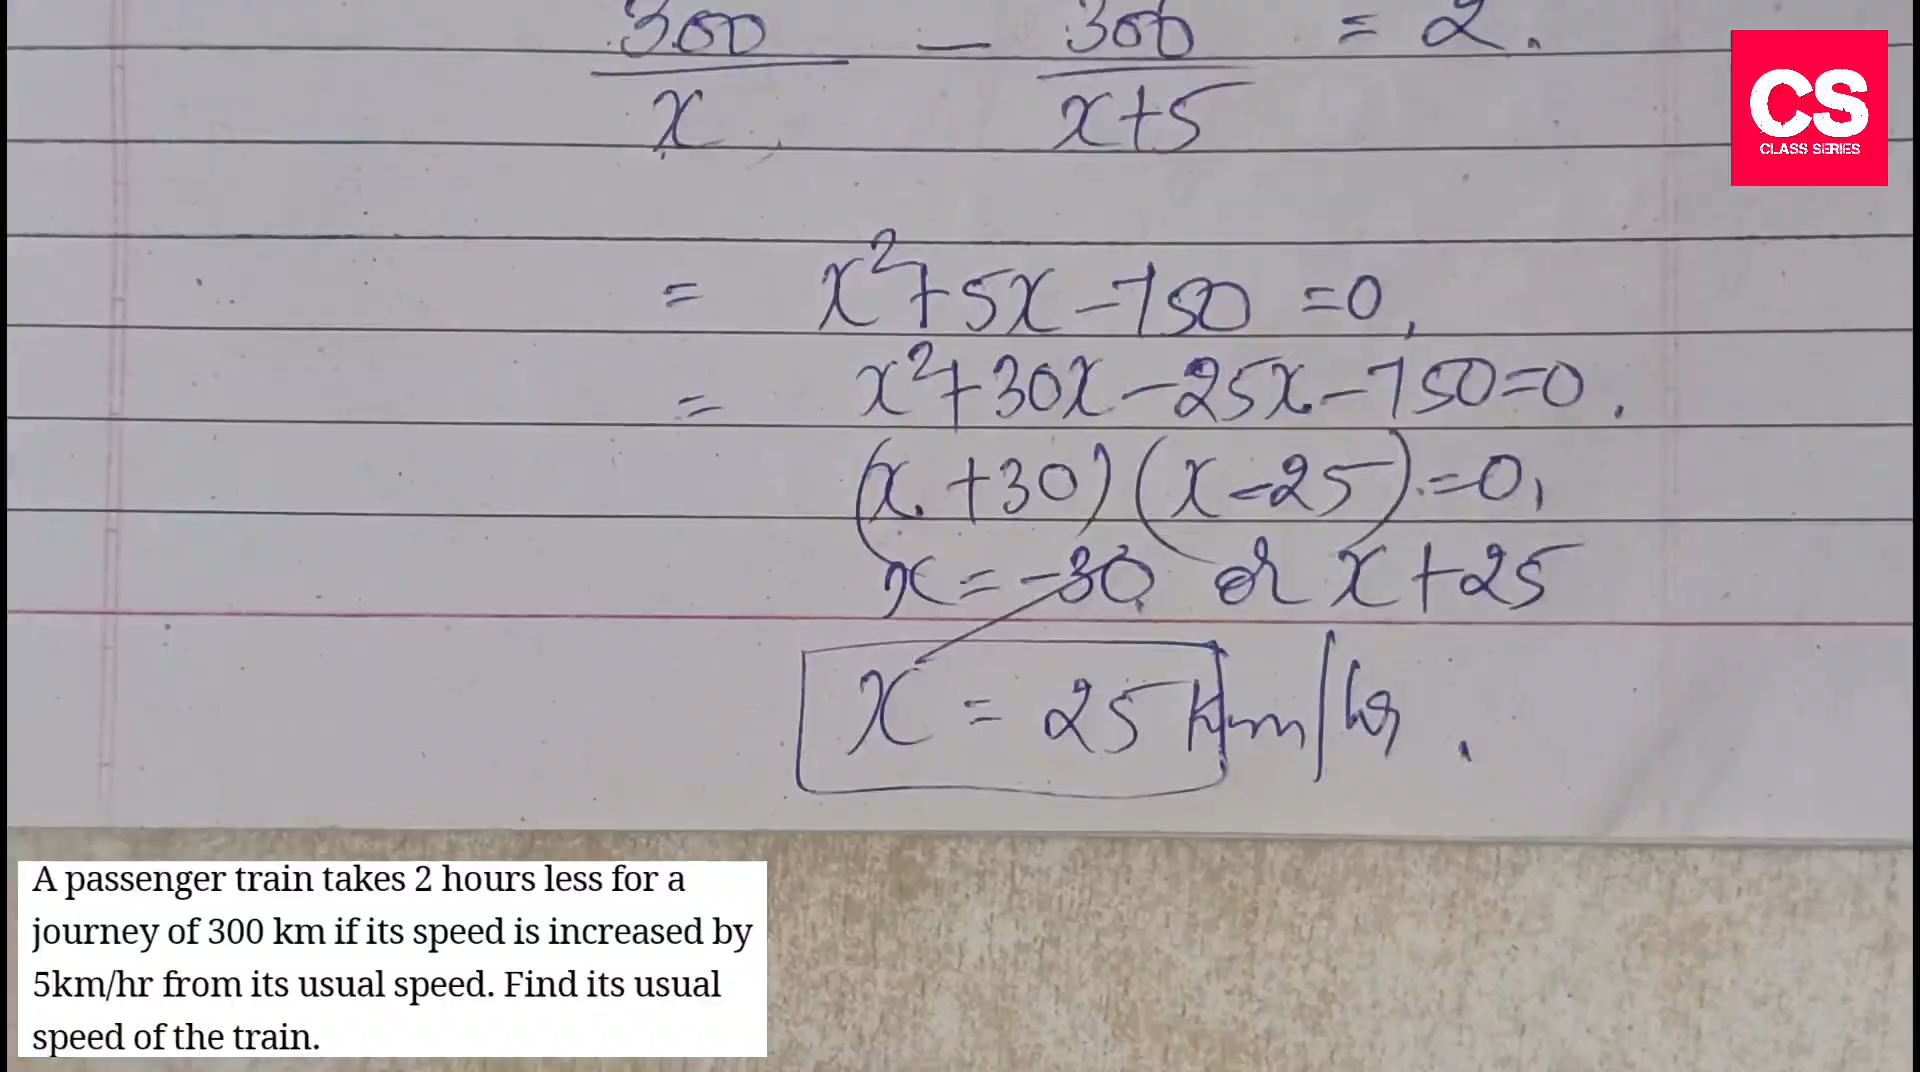 300 — 300 = 2.
x x+5
CS
CLASS SERIES
= x²+5x-750 =0,
= x²+30x-25x-750=0.
(x+30) (x-25)=0,
x=-30 or x+25
x = 25 km/hr.
A passenger train takes 2 hours less for a
journey of 300 km if its speed is increased by
5km/hr from its usual speed. Find its usual
speed of the train.